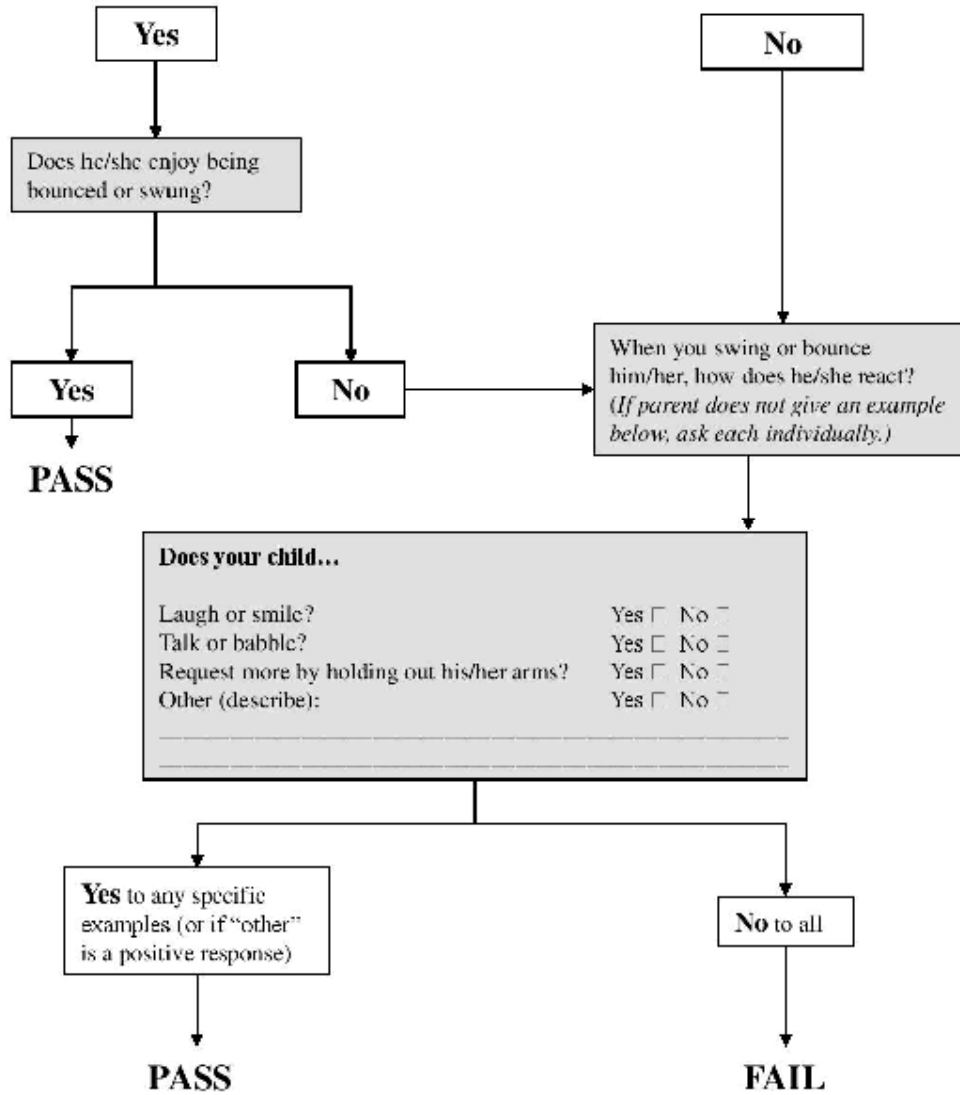 Yes
No
Does he/she enjoy being
bounced or swung?
Yes
No
When you swing or bounce
him/her, how does he/she react?
(If parent does not give an example
below, ask each individually.)
PASS
Does your child...
Laugh or smile? Yes □ No □
Talk or babble? Yes □ No □
Request more by holding out his/her arms? Yes □ No □
Other (describe): Yes □ No □
Yes to any specific
examples (or if “other”
is a positive response)
No to all
PASS
FAIL